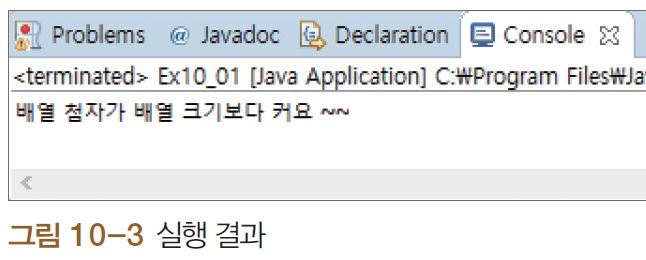 Problems @ Javadoc Declaration Console
<terminated> Ex10_01 [Java Application] C:₩Program Files₩Ja
배열 첨자가 배열 크기보다 커요 ~~
그림 10-3 실행 결과